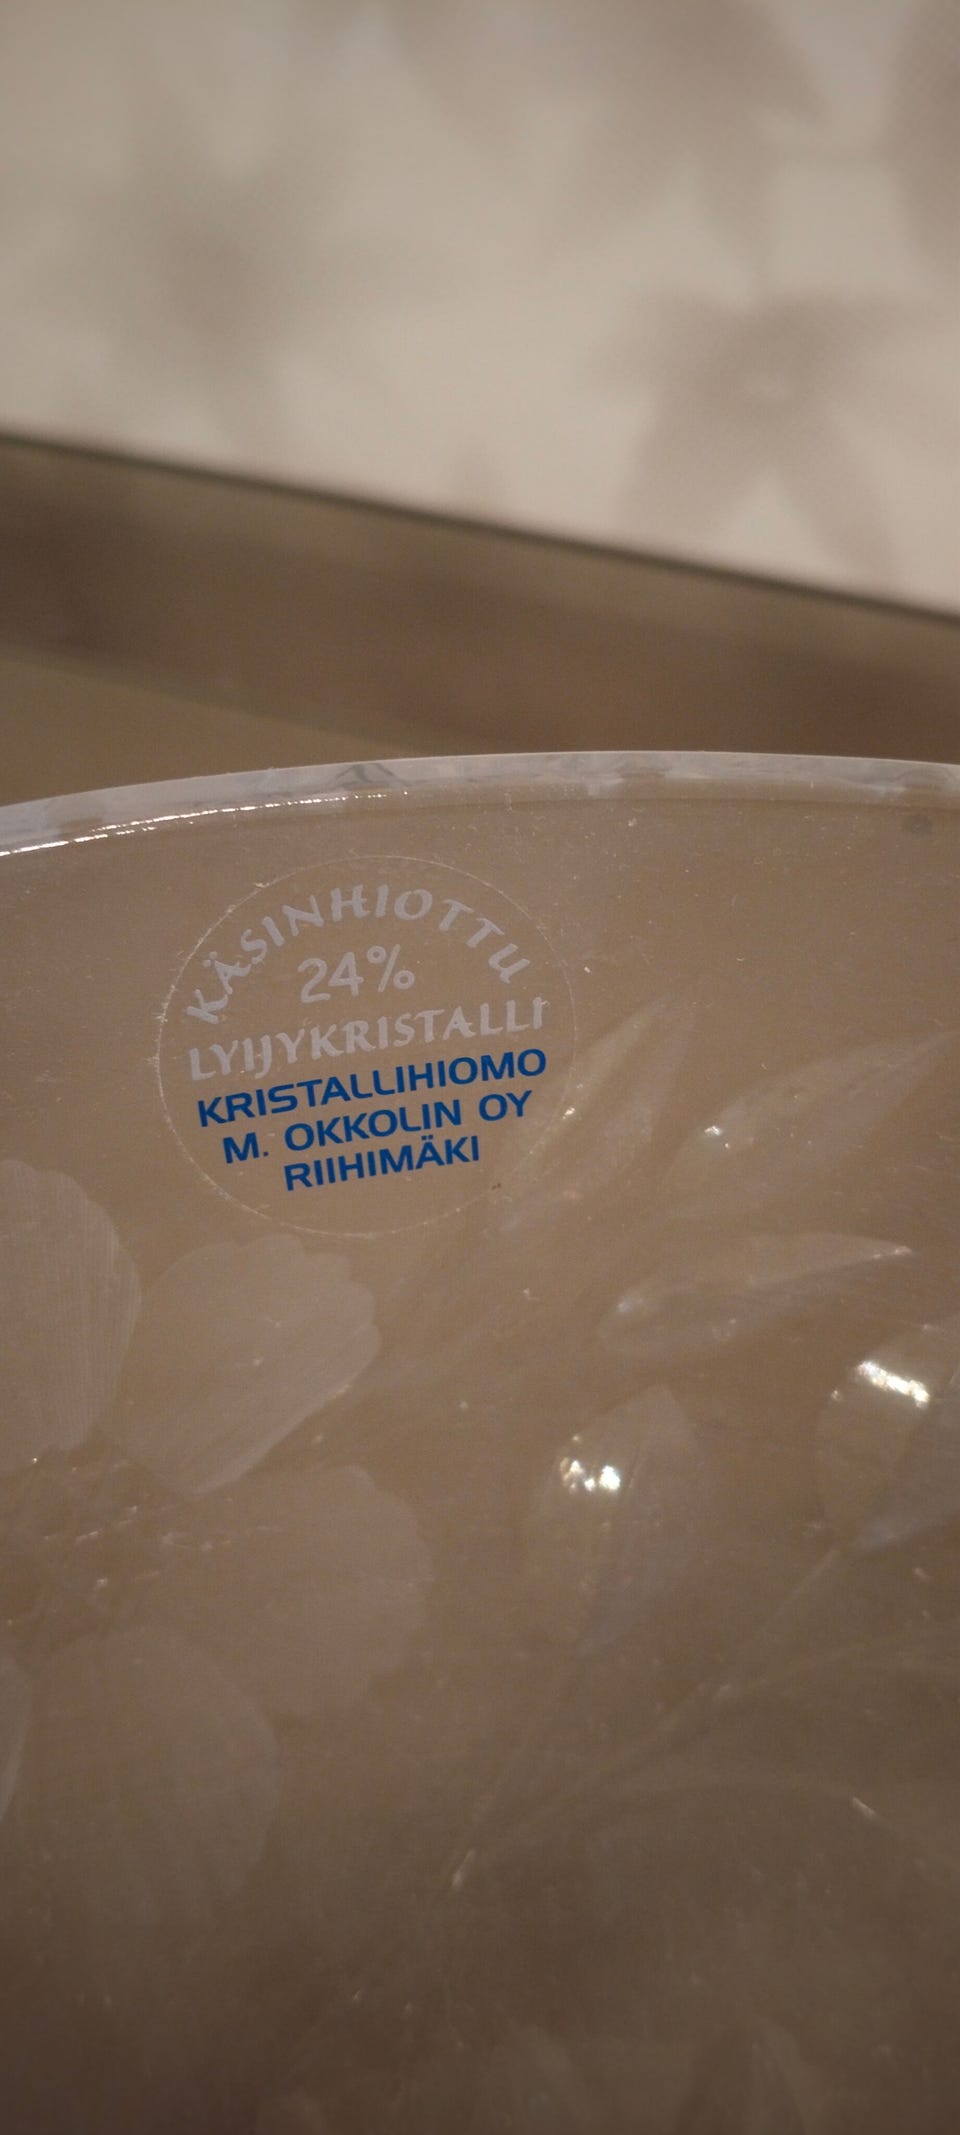 KÄSINHIOTTU
24%
LYIJYKRISTALLI
KRISTALLIHIOMO
M. OKKOLIN OY
RIIHIMÄKI